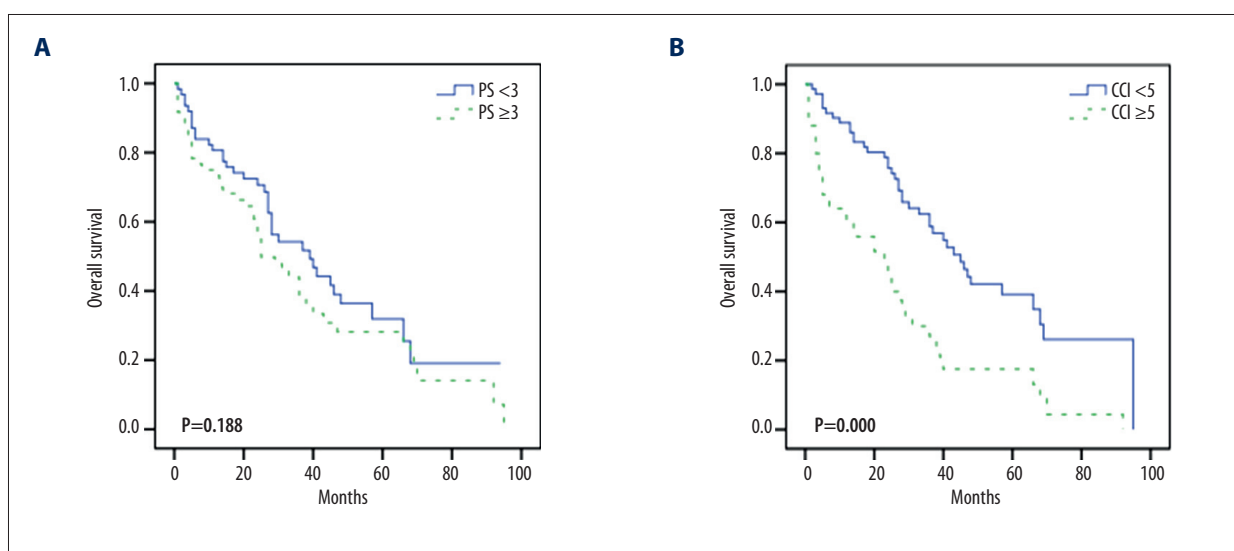 A
PS <3
PS ≥3
1.0
0.8
0.6
0.4
0.2
0.0
Overall survival
P=0.188
0 20 40 60 80 100
Months
B
CCI <5
CCI ≥5
1.0
0.8
0.6
0.4
0.2
0.0
Overall survival
P=0.000
0 20 40 60 80 100
Months